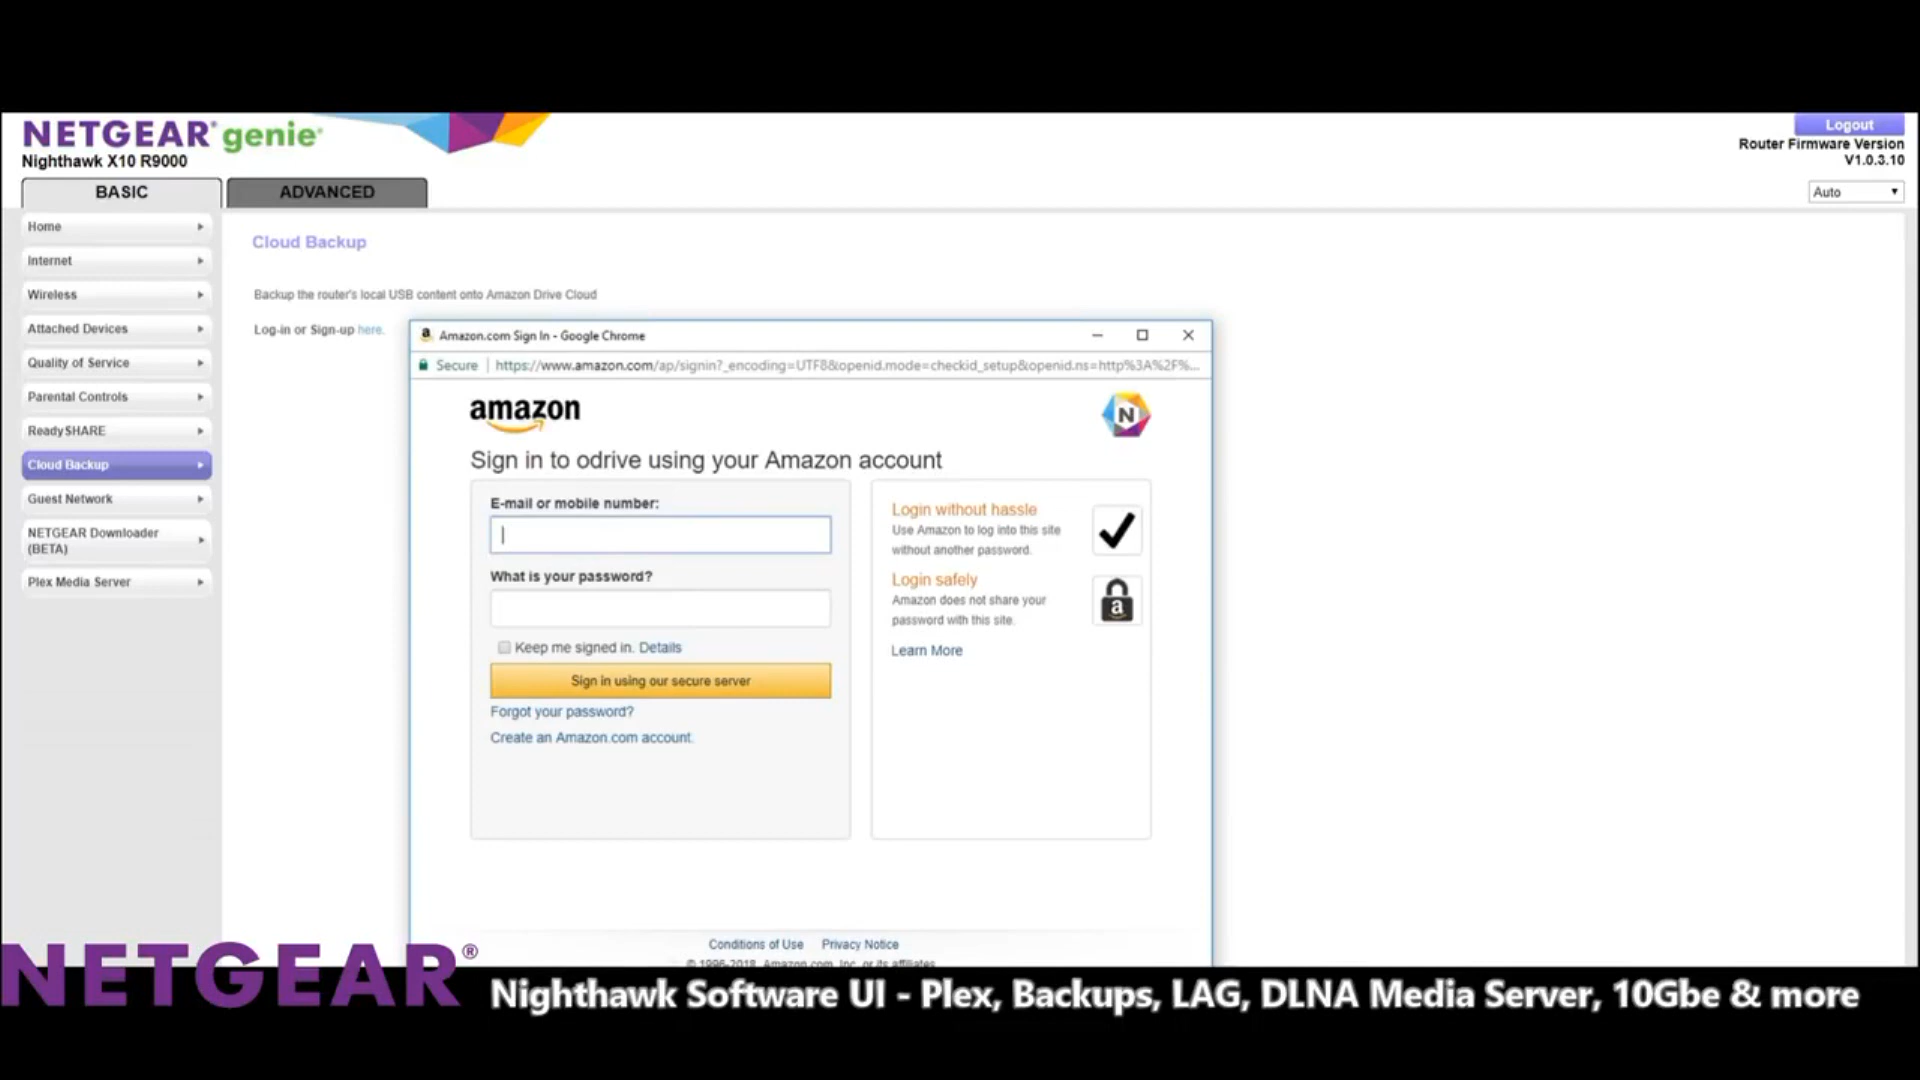 NETGEAR® genie®
Nighthawk X10 R9000
Logout
Router Firmware Version
V1.0.3.10
BASIC
ADVANCED
Auto
Home
Internet
Wireless
Attached Devices
Quality of Service
Parental Controls
ReadySHARE
Cloud Backup
Guest Network
NETGEAR Downloader
(BETA)
Plex Media Server
Cloud Backup
Backup the router's local USB content onto Amazon Drive Cloud
Log-in or Sign-up here.
Amazon.com Sign In - Google Chrome
Secure | https://www.amazon.com/ap/signin?_encoding=UTF8&openid.mode=checkid_setup&openid.ns=http%3A%2F%...
amazon
N
Sign in to odrive using your Amazon account
E-mail or mobile number:
What is your password?
Keep me signed in. Details
Sign in using our secure server
Forgot your password?
Create an Amazon.com account.
Login without hassle
Use Amazon to log into this site
without another password.
Login safely
Amazon does not share your
password with this site.
a
Learn More
Conditions of Use Privacy Notice
© 1996-2018, Amazon.com, Inc. or its affiliates
NETGEAR®
Nighthawk Software UI - Plex, Backups, LAG, DLNA Media Server, 10Gbe & more